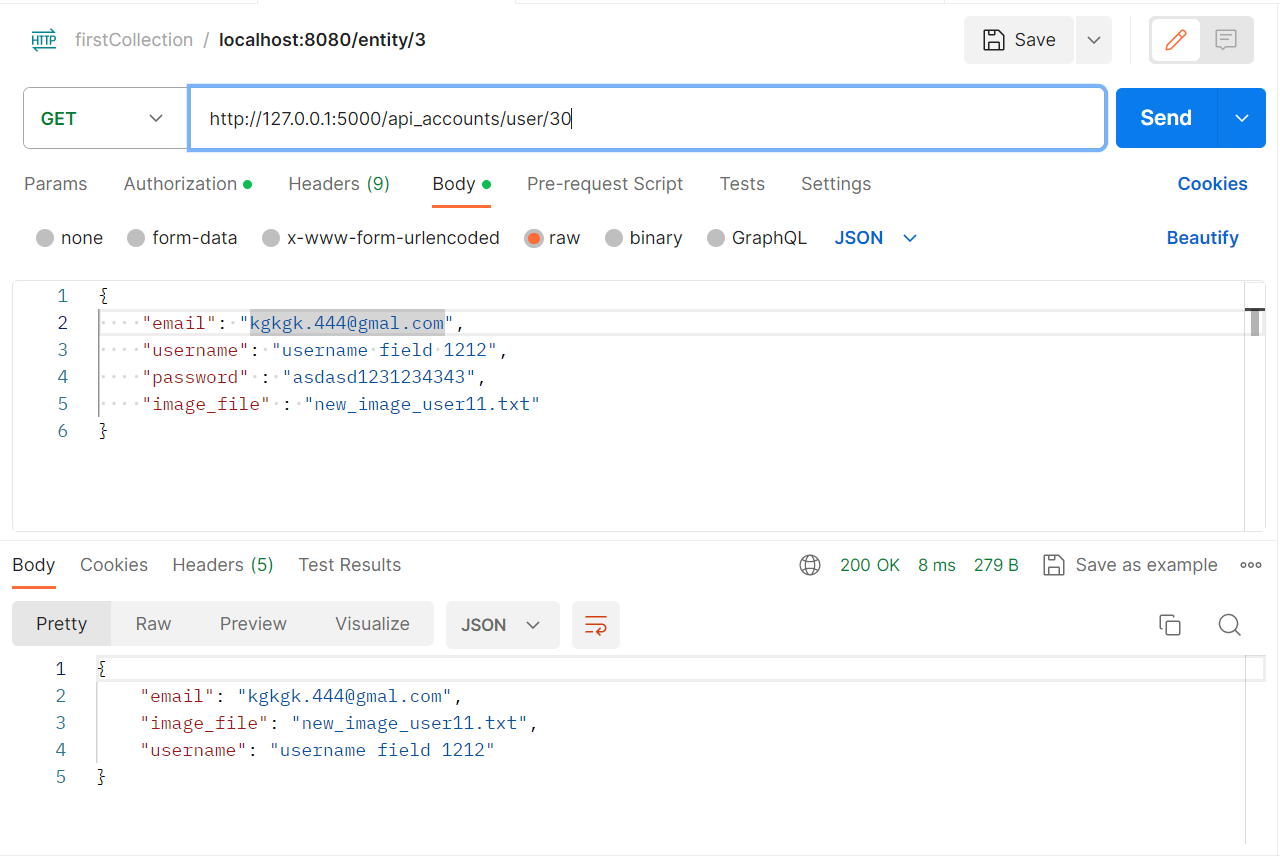 HTTP firstCollection / localhost:8080/entity/3 Save
GET http://127.0.0.1:5000/api_accounts/user/30 Send
Params Authorization Headers (9) Body Pre-request Script Tests Settings Cookies
none form-data x-www-form-urlencoded raw binary GraphQL JSON Beautify
1 {
2 "email": "kgkgk.444@gmal.com",
3 "username": "username field 1212",
4 "password" : "asdasd1231234343",
5 "image_file" : "new_image_user11.txt"
6 }
Body Cookies Headers (5) Test Results 200 OK 8 ms 279 B Save as example
Pretty Raw Preview Visualize JSON
1 {
2 "email": "kgkgk.444@gmal.com",
3 "image_file": "new_image_user11.txt",
4 "username": "username field 1212"
5 }